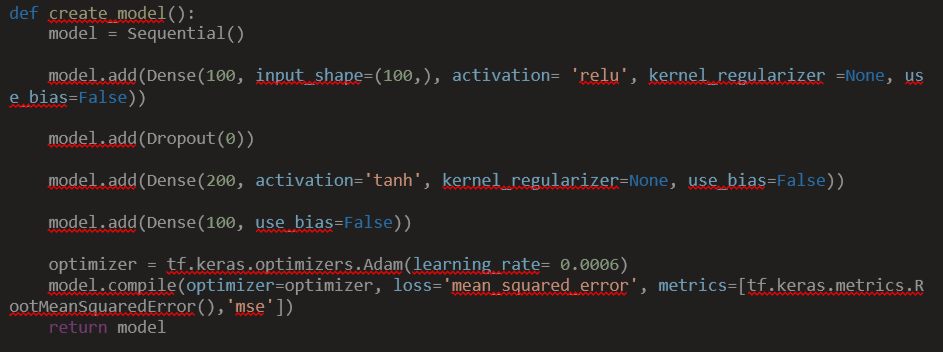 def create_model():
    model = Sequential()
    model.add(Dense(100, input_shape=(100,), activation= 'relu', kernel_regularizer =None, us
e_bias=False))
    model.add(Dropout(0))
    model.add(Dense(200, activation='tanh', kernel_regularizer=None, use_bias=False))
    model.add(Dense(100, use_bias=False))
    optimizer = tf.keras.optimizers.Adam(learning_rate= 0.0006)
    model.compile(optimizer=optimizer, loss='mean_squared_error', metrics=[tf.keras.metrics.R
ootMeanSquaredError(),'mse'])
    return model